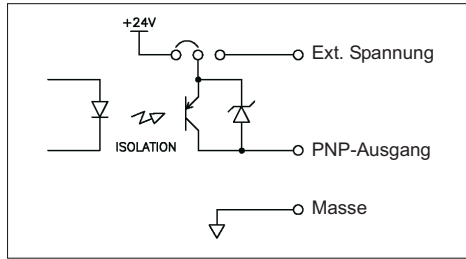 +24V
Ext. Spannung
ISOLATION
PNP-Ausgang
Masse